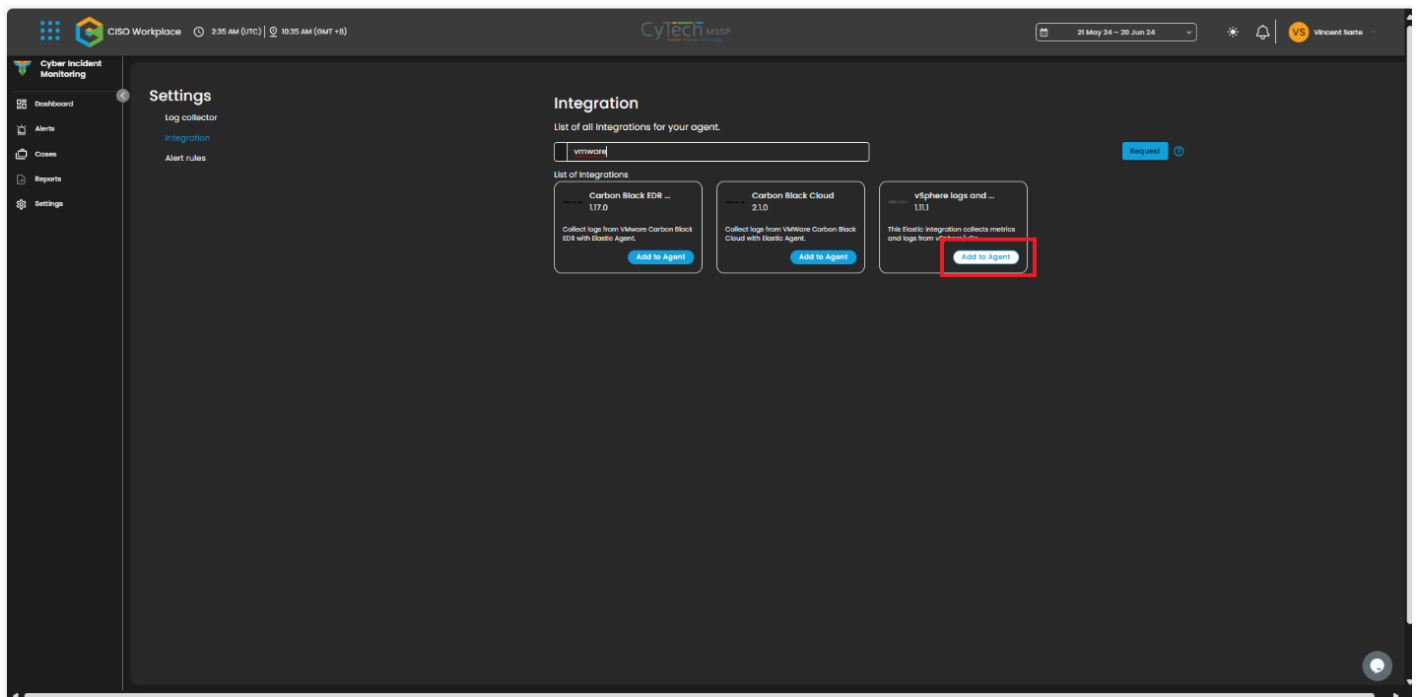 CISO Workplace
2:35 AM (UTC)
10:35 AM (GMT +8)
CyTech MSSP
21 May 24 – 20 Jun 24
VS
Vincent Sarte
Cyber Incident
Monitoring
Dashboard
Alerts
Cases
Reports
Settings
Settings
Log collector
Integration
Alert rules
Integration
List of all Integrations for your agent.
vmware
Request
List of Integrations
Carbon Black EDR ...
1.17.0
Collect logs from VMWare Carbon Black
EDR with Elastic Agent.
Add to Agent
Carbon Black Cloud
2.1.0
Collect logs from VMWare Carbon Black
Cloud with Elastic Agent.
Add to Agent
vSphere logs and ...
1.11.1
This Elastic integration collects metrics
and logs from
Add to Agent